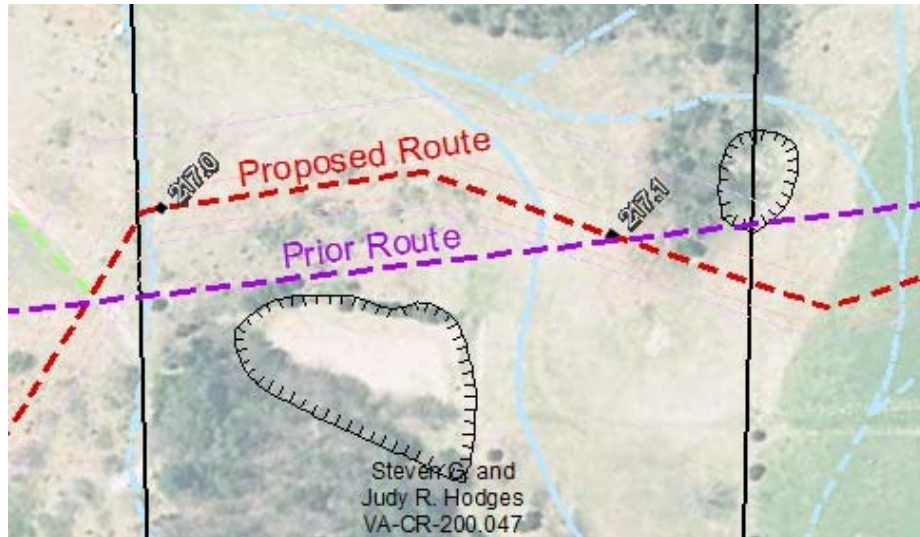 217.0
Proposed Route
217.1
Prior Route
Steven G. and
Judy R. Hodges
VA-CR-200.047